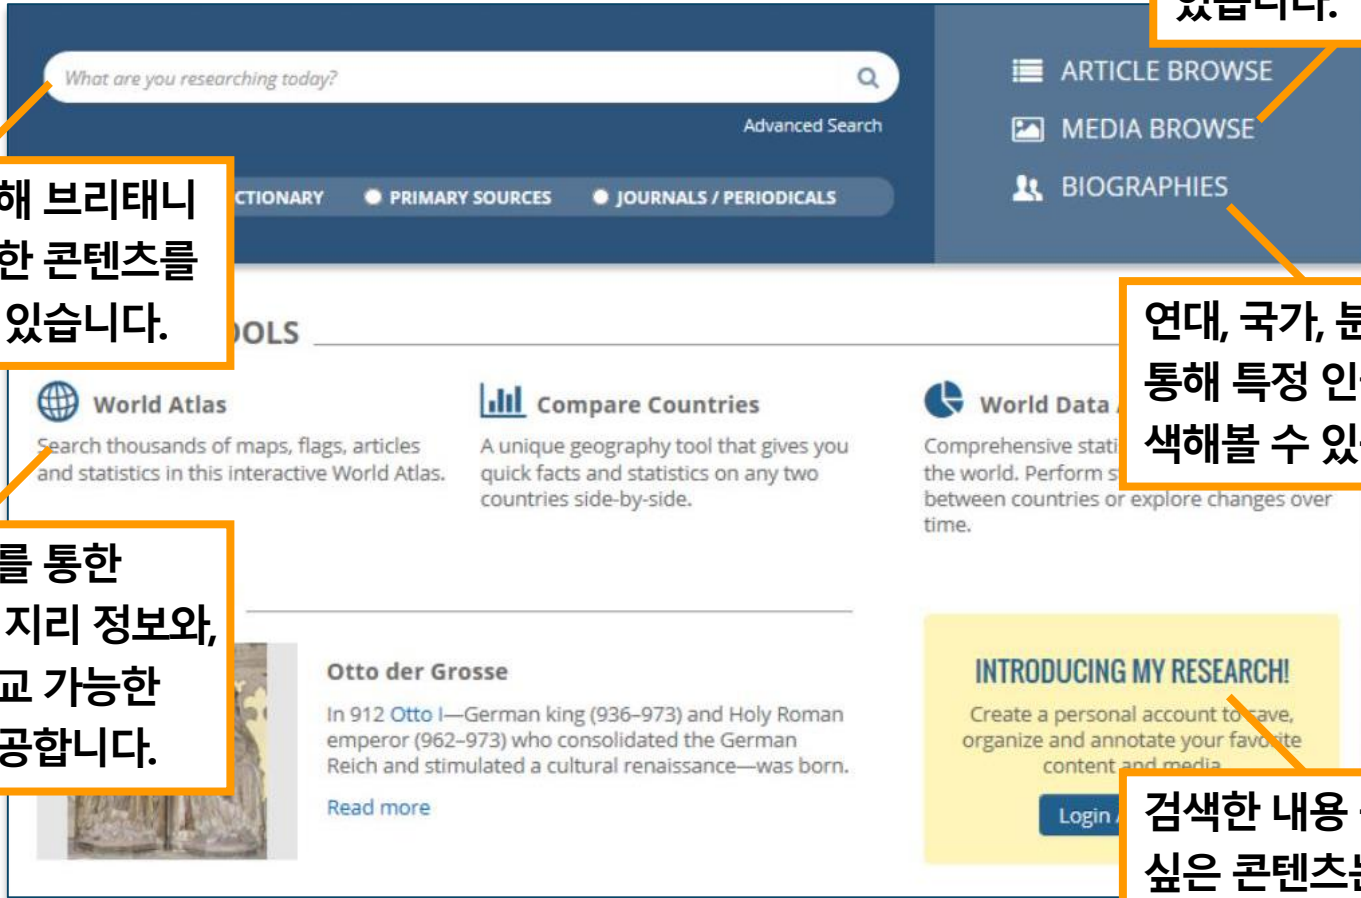 있습니다.
What are you researching today?
Advanced Search
ARTICLE BROWSE
MEDIA BROWSE
BIOGRAPHIES
PRIMARY SOURCES
JOURNALS / PERIODICALS
해 브리태니
한 콘텐츠를
있습니다.
연대, 국가,
통해 특정
색해볼 수
World Atlas
Search thousands of maps, flags, articles
and statistics in this interactive World Atlas.
Compare Countries
A unique geography tool that gives you
quick facts and statistics on any two
countries side-by-side.
World Data
Comprehensive
the world. Perform
between countries or explore changes over
time.
를 통한
지리 정보와,
교 가능한
공합니다.
Otto der Grosse
In 912 Otto I—German king (936–973) and Holy Roman
emperor (962–973) who consolidated the German
Reich and stimulated a cultural renaissance—was born.
Read more
INTRODUCING MY RESEARCH!
Create a personal account to save,
organize and annotate your favorite
content and media
Login
검색한 내용
싶은 콘텐츠는